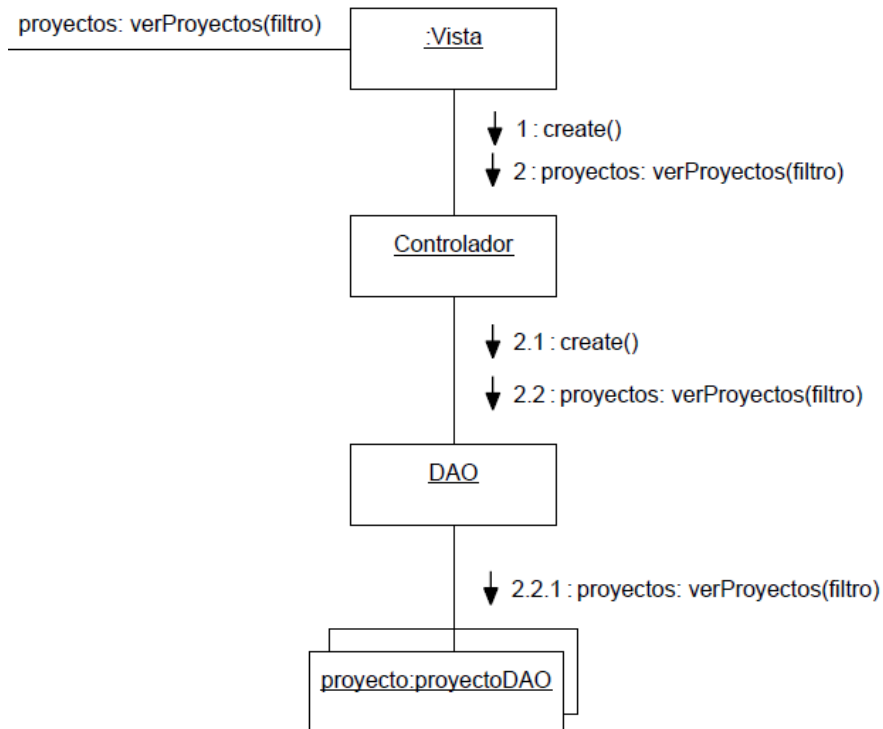 proyectos: verProyectos(filtro)
:Vista
1 : create()
2 : proyectos: verProyectos(filtro)
Controlador
2.1 : create()
2.2 : proyectos: verProyectos(filtro)
DAO
2.2.1 : proyectos: verProyectos(filtro)
proyecto:proyectoDAO